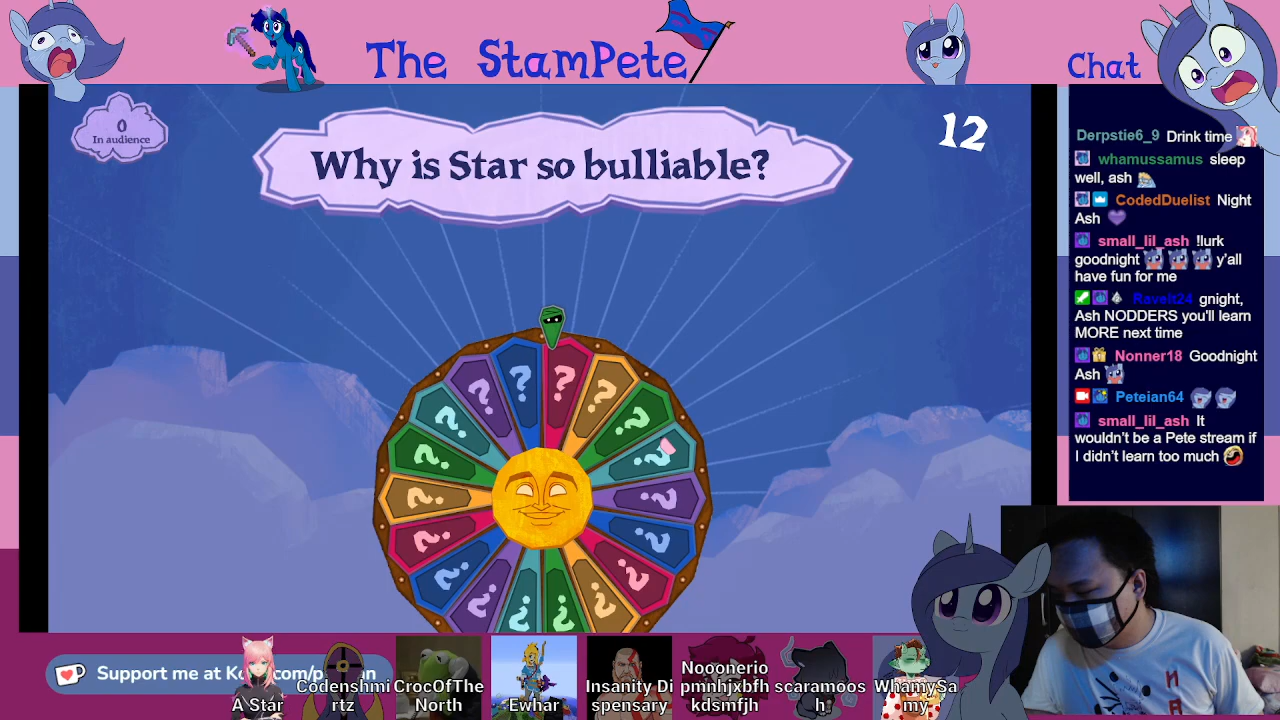 The StamPete
Chat
0
In audience
Why is Star so bulliable?
12
Derpstie6_9 Drink time
whamussamus sleep
well, ash
CodedDuelist Night
Ash
small_lil_ash !lurk
goodnight y'all
have fun for me
Ravelt24 gnight,
Ash NODDERS you'll learn
MORE next time
Nonner18 Goodnight
Ash
Peteian64
small_lil_ash It
wouldn't be a Pete stream if
I didn't learn too much
Support me at
A Star
Codenshmi
rtz
CrocOfThe
North
Ewhar
Insanity Di
spensary
Nooonerio
pmnhjxbfh
kdsmfjh
scaramoos
h
WhamySa
my